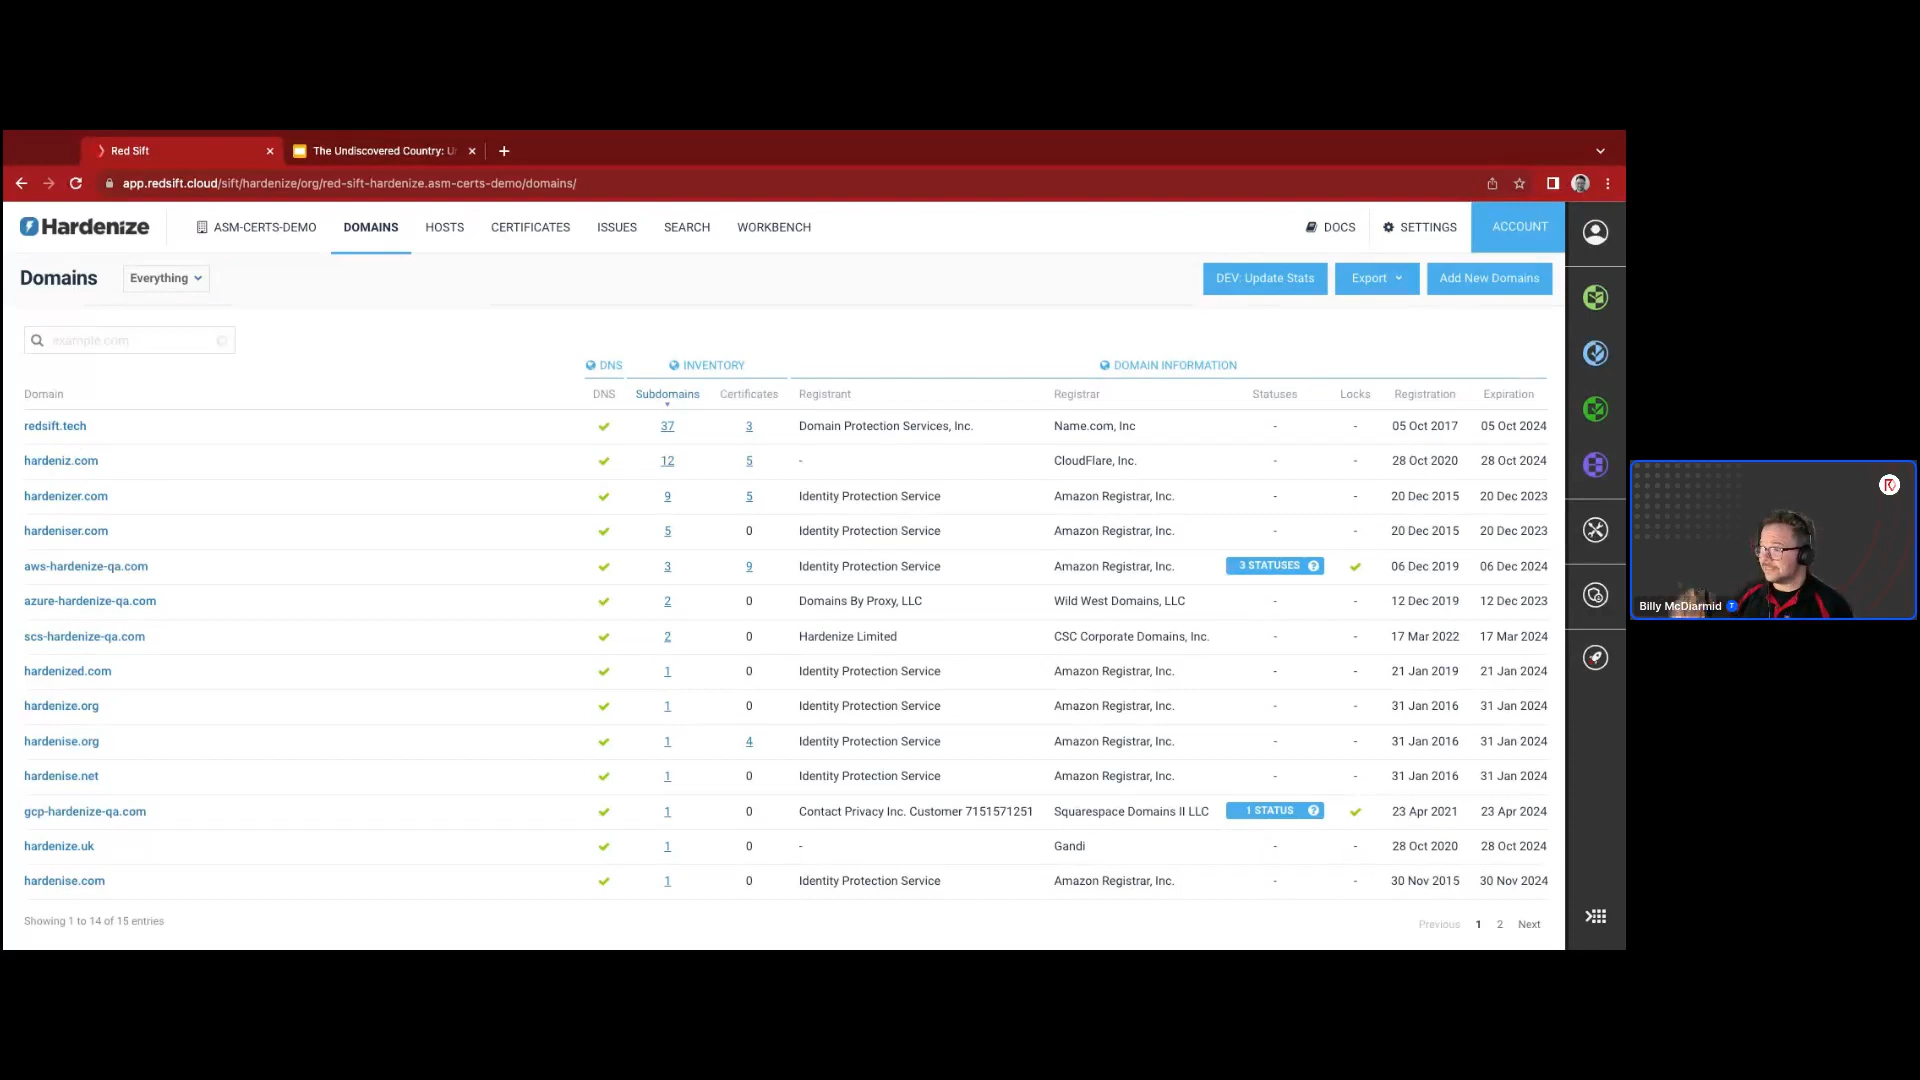 Red Sift
The Undiscovered Country: U
app.redsift.cloud/sift/hardenize/org/red-sift-hardenize.asm-certs-demo/domains/
Hardenize
ASM-CERTS-DEMO
DOMAINS
HOSTS
CERTIFICATES
ISSUES
SEARCH
WORKBENCH
DOCS
SETTINGS
ACCOUNT
Domains
Everything
DEV: Update Stats
Export
Add New Domains
example.com
DNS INVENTORY DOMAIN INFORMATION
Domain DNS Subdomains Certificates Registrant Registrar Statuses Locks Registration Expiration
redsift.tech 37 3 Domain Protection Services, Inc. Name.com, Inc - - 05 Oct 2017 05 Oct 2024
hardeniz.com 12 5 - CloudFlare, Inc. - - 28 Oct 2020 28 Oct 2024
hardenizer.com 9 5 Identity Protection Service Amazon Registrar, Inc. - - 20 Dec 2015 20 Dec 2023
hardeniser.com 5 0 Identity Protection Service Amazon Registrar, Inc. - - 20 Dec 2015 20 Dec 2023
aws-hardenize-qa.com 3 9 Identity Protection Service Amazon Registrar, Inc. 3 STATUSES ? 06 Dec 2019 06 Dec 2024
azure-hardenize-qa.com 2 0 Domains By Proxy, LLC Wild West Domains, LLC - - 12 Dec 2019 12 Dec 2023
scs-hardenize-qa.com 2 0 Hardenize Limited CSC Corporate Domains, Inc. - - 17 Mar 2022 17 Mar 2024
hardenized.com 1 0 Identity Protection Service Amazon Registrar, Inc. - - 21 Jan 2019 21 Jan 2024
hardenize.org 1 0 Identity Protection Service Amazon Registrar, Inc. - - 31 Jan 2016 31 Jan 2024
hardenise.org 1 4 Identity Protection Service Amazon Registrar, Inc. - - 31 Jan 2016 31 Jan 2024
hardenise.net 1 0 Identity Protection Service Amazon Registrar, Inc. - - 31 Jan 2016 31 Jan 2024
gcp-hardenize-qa.com 1 0 Contact Privacy Inc. Customer 7151571251 Squarespace Domains II LLC 1 STATUS ? 23 Apr 2021 23 Apr 2024
hardenize.uk 1 0 - Gandi - - 28 Oct 2020 28 Oct 2024
hardenise.com 1 0 Identity Protection Service Amazon Registrar, Inc. - - 30 Nov 2015 30 Nov 2024
Showing 1 to 14 of 15 entries
Previous 1 2 Next
Billy McDiarmid